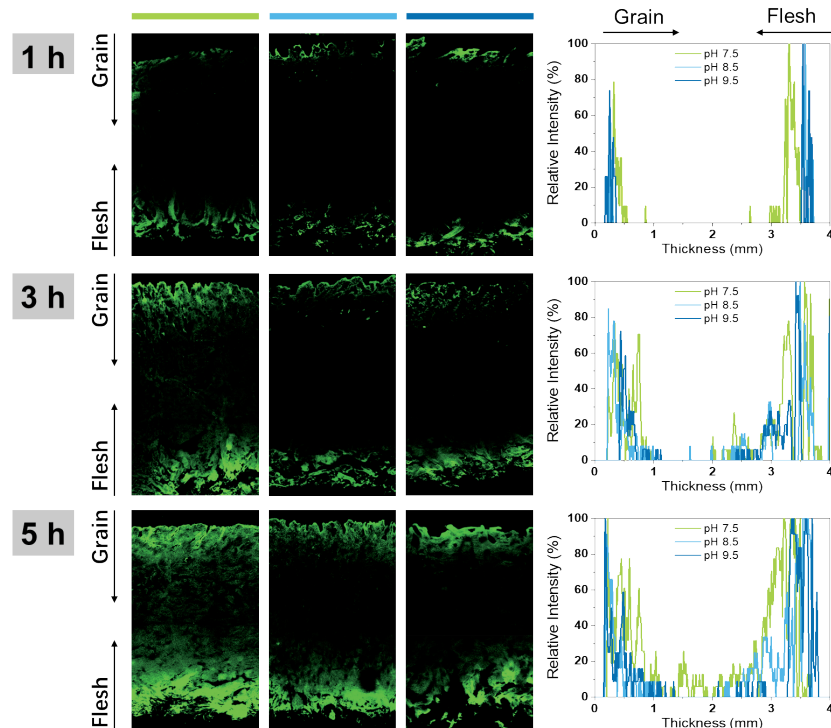 Grain
Flesh
1 h
Grain
Flesh
Relative Intensity (%)
100
80
60
40
20
0
pH 7.5
pH 8.5
pH 9.5
0
1
2
3
4
Thickness (mm)
3 h
Grain
Flesh
Relative Intensity (%)
100
80
60
40
20
0
pH 7.5
pH 8.5
pH 9.5
0
1
2
3
4
Thickness (mm)
5 h
Grain
Flesh
Relative Intensity (%)
100
80
60
40
20
0
pH 7.5
pH 8.5
pH 9.5
0
1
2
3
4
Thickness (mm)